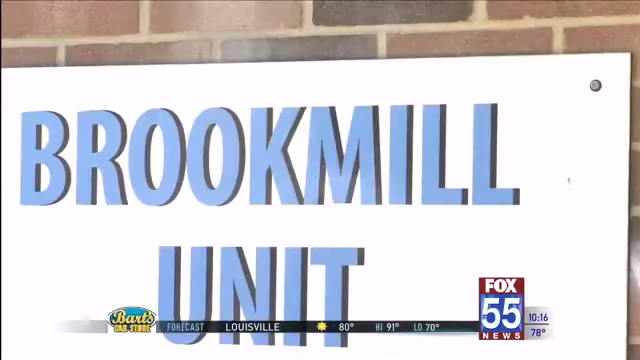 BROOKMILL
UNIT
Bart's
CAR STORE
FORECAST LOUISVILLE 80° HI 91° LO 70°
FOX
55
NEWS
10:16
78°